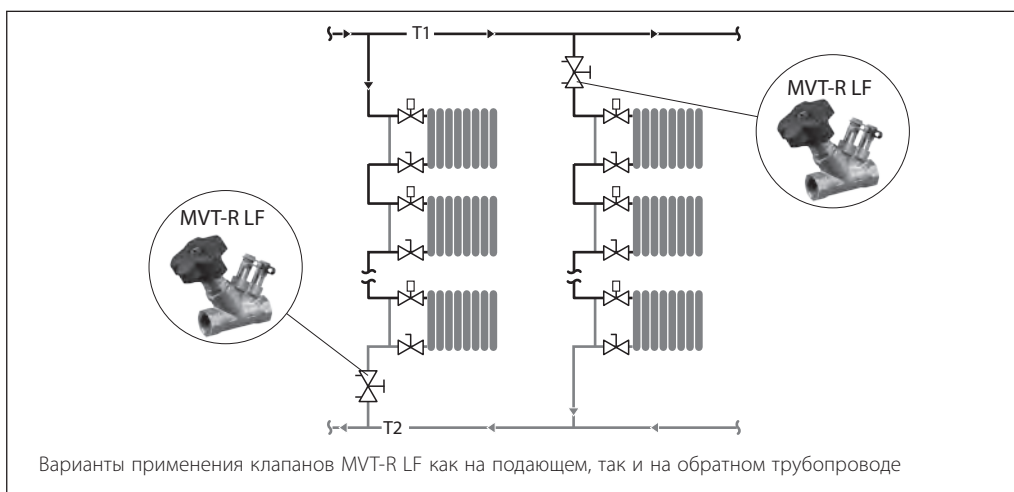 T1
MVT-R LF
MVT-R LF
T2
Варианты применения клапанов MVT-R LF как на подающем, так и на обратном трубопроводе